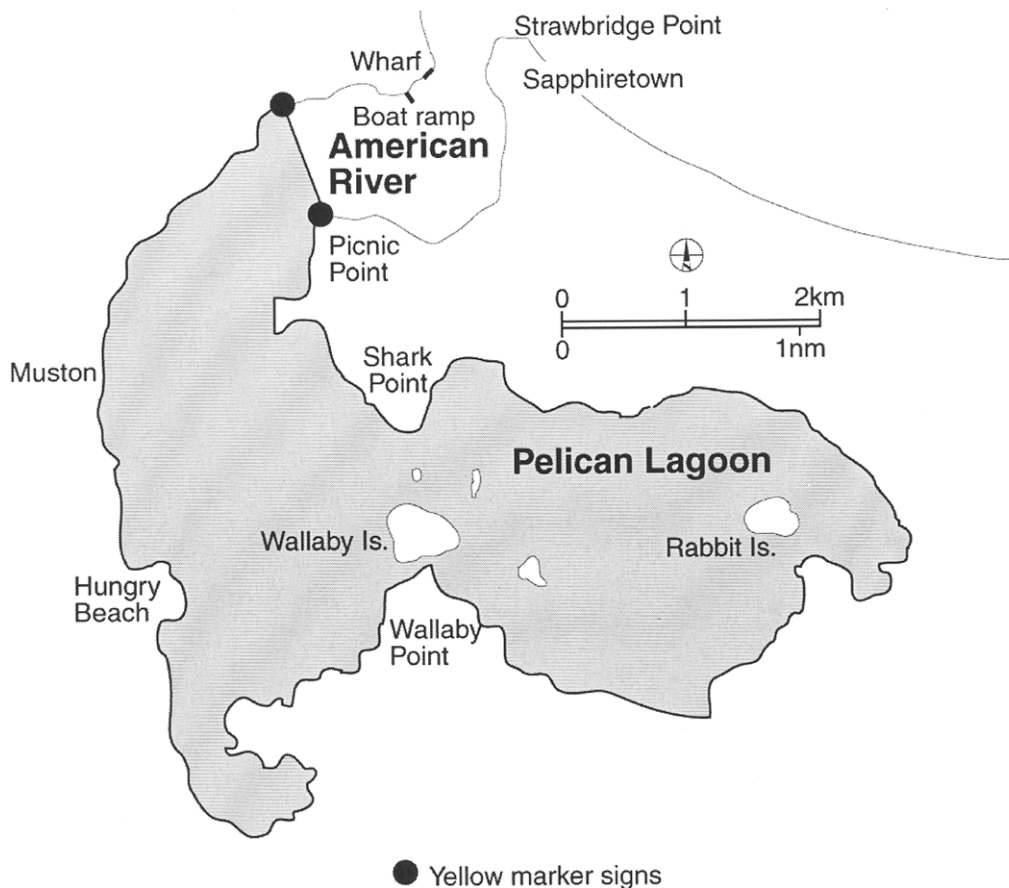 Strawbridge Point
Wharf
Sapphiretown
Boat ramp
American
River
Picnic
Point
N
0 1 2km
0 1nm
Shark
Point
Muston
Pelican Lagoon
Wallaby Is.
Rabbit Is.
Hungry
Beach
Wallaby
Point
Yellow marker signs